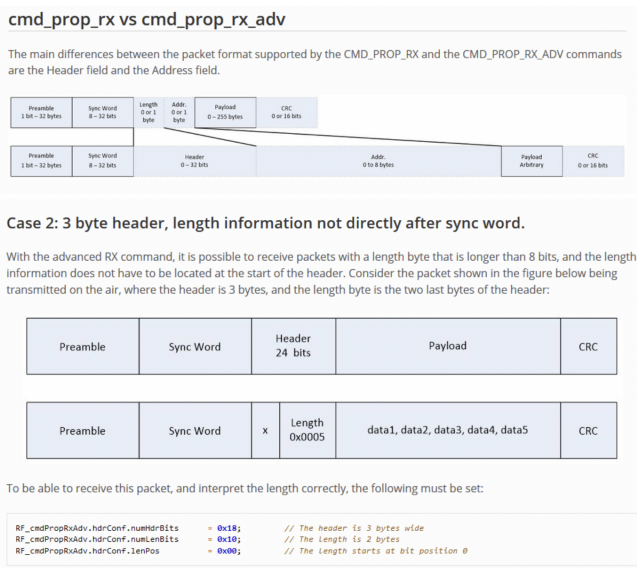 cmd_prop_rx vs cmd_prop_rx_adv
The main differences between the packet format supported by the CMD_PROP_RX and the CMD_PROP_RX_ADV commands
are the Header field and the Address field.
Preamble
1 bit – 32 bytes
Sync Word
8 – 32 bits
Length
0 or 1
byte
Addr.
0 or 1
byte
Payload
0 – 255 bytes
CRC
0 or 16 bits
Preamble
1 bit – 32 bytes
Sync Word
8 – 32 bits
Header
0 – 32 bits
Addr.
0 to 8 bytes
Payload
Arbitrary
CRC
0 or 16 bits
Case 2: 3 byte header, length information not directly after sync word.
With the advanced RX command, it is possible to receive packets with a length byte that is longer than 8 bits, and the length
information does not have to be located at the start of the header. Consider the packet shown in the figure below being
transmitted on the air, where the header is 3 bytes, and the length byte is the two last bytes of the header:
Preamble
Sync Word
Header
24 bits
Payload
CRC
Preamble
Sync Word
x
Length
0x0005
data1, data2, data3, data4, data5
CRC
To be able to receive this packet, and interpret the length correctly, the following must be set:
RF_cmdPropRxAdv.hdrConf.numHdrBits = 0x18; // The header is 3 bytes wide
RF_cmdPropRxAdv.hdrConf.numLenBits = 0x10; // The length is 2 bytes
RF_cmdPropRxAdv.hdrConf.lenPos = 0x00; // The length starts at bit position 0